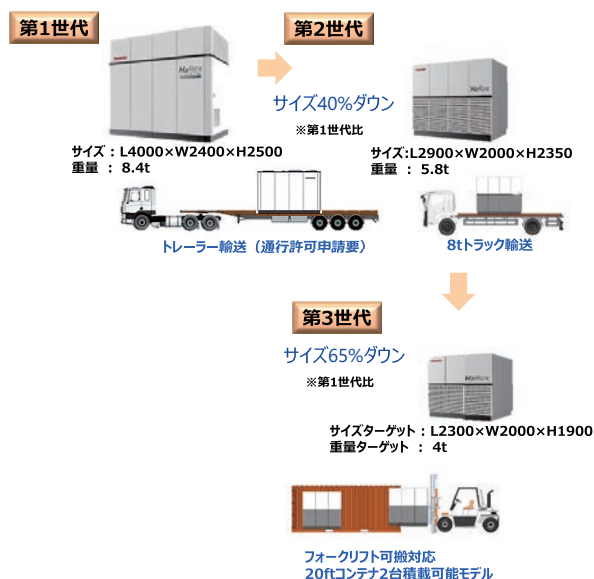 第1世代
第2世代
H2Rex
サイズ40%ダウン
※第1世代比
H2Rex
サイズ : L4000×W2400×H2500
重量 : 8.4t
サイズ:L2900×W2000×H2350
重量 : 5.8t
トレーラー輸送（通行許可申請要）
8tトラック輸送
第3世代
サイズ65%ダウン
※第1世代比
H2Rex
サイズターゲット : L2300×W2000×H1900
重量ターゲット : 4t
フォークリフト可搬対応
20ftコンテナ2台積載可能モデル